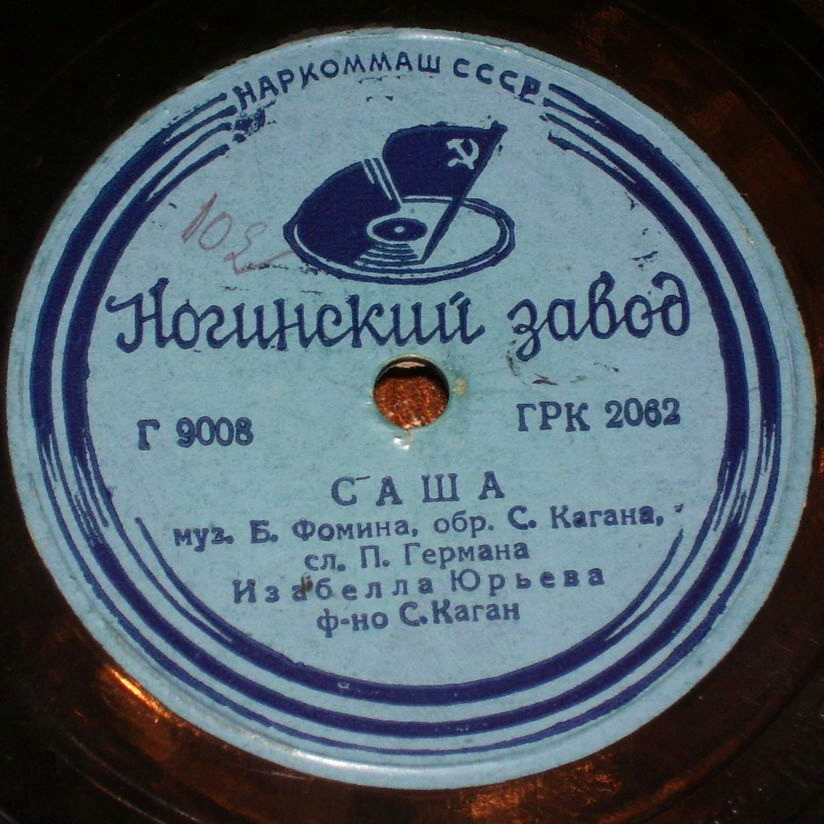 НАРКОММАШ СССР
Ногинский завод
Г 9008 ГРК 2062
САША
муз. Б. Фомина, обр. С. Кагана,
сл. П. Германа
Изабелла Юрьева
ф-но С. Каган